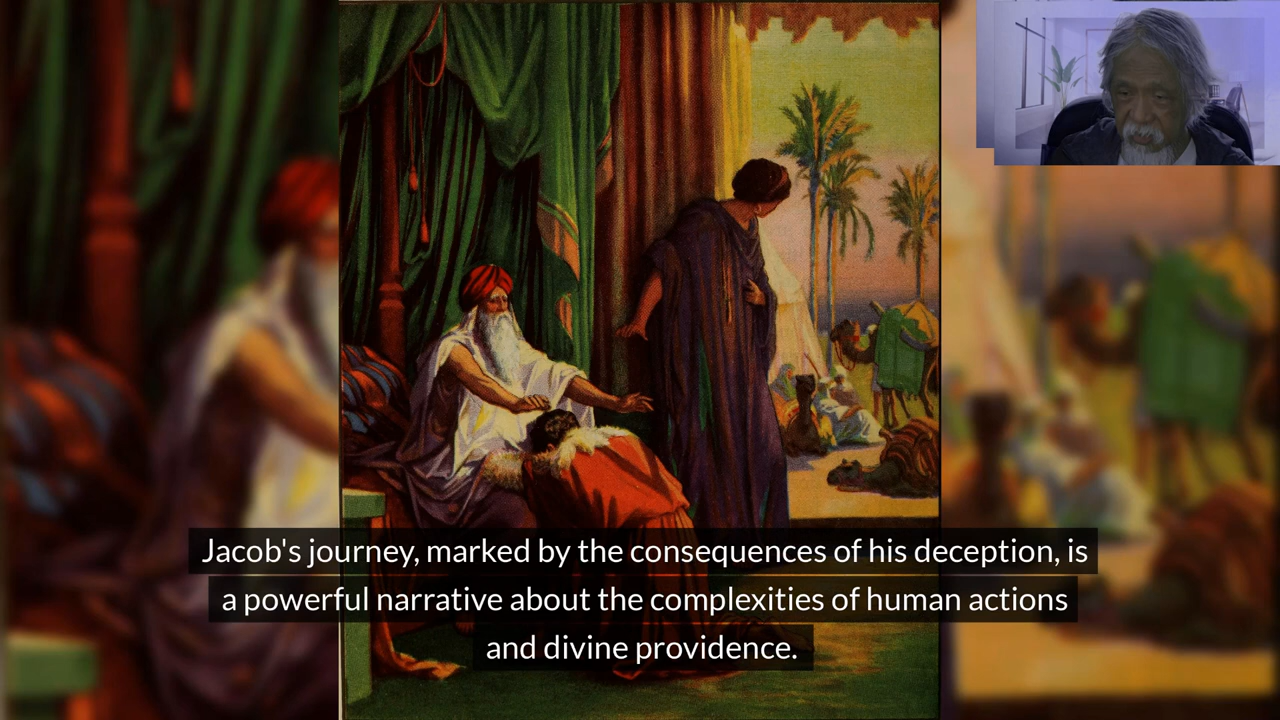 Jacob's journey, marked by the consequences of his deception, is
a powerful narrative about the complexities of human actions
and divine providence.